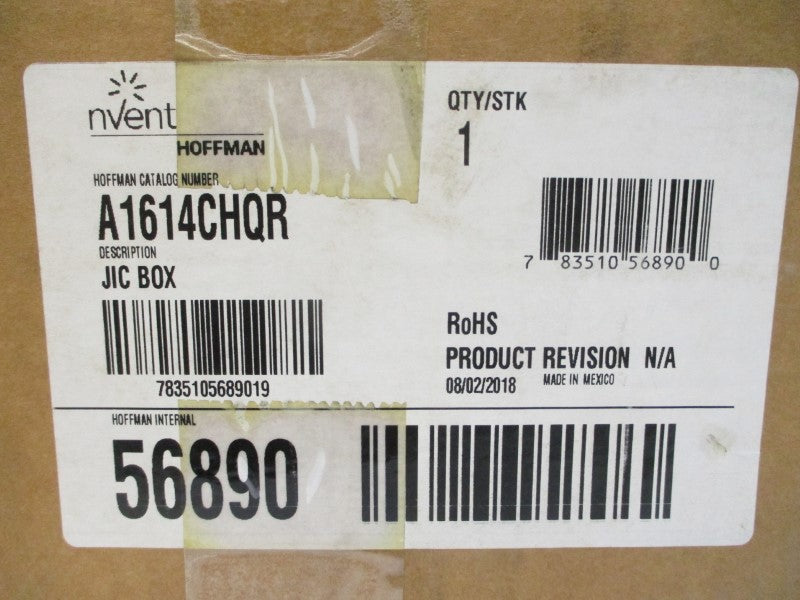 nVent
HOFFMAN
HOFFMAN CATALOG NUMBER
A1614CHQR
DESCRIPTION
JIC BOX
7835105689019
QTY/STK
1
7 83510 56890 0
RoHS
PRODUCT REVISION N/A
08/02/2018 MADE IN MEXICO
HOFFMAN INTERNAL
56890